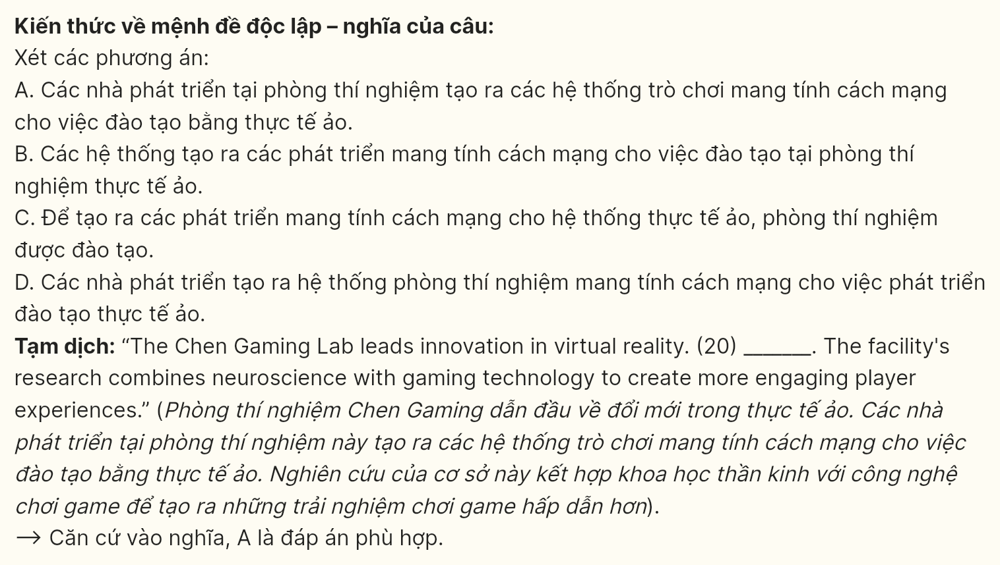 Kiến thức về mệnh đề độc lập – nghĩa của câu:
Xét các phương án:
A. Các nhà phát triển tại phòng thí nghiệm tạo ra các hệ thống trò chơi mang tính cách mạng
cho việc đào tạo bằng thực tế ảo.
B. Các hệ thống tạo ra các phát triển mang tính cách mạng cho việc đào tạo tại phòng thí
nghiệm thực tế ảo.
C. Để tạo ra các phát triển mang tính cách mạng cho hệ thống thực tế ảo, phòng thí nghiệm
được đào tạo.
D. Các nhà phát triển tạo ra hệ thống phòng thí nghiệm mang tính cách mạng cho việc phát triển
đào tạo thực tế ảo.
Tạm dịch: “The Chen Gaming Lab leads innovation in virtual reality. (20) _______. The facility's
research combines neuroscience with gaming technology to create more engaging player
experiences.” (Phòng thí nghiệm Chen Gaming dẫn đầu về đổi mới trong thực tế ảo. Các nhà
phát triển tại phòng thí nghiệm này tạo ra các hệ thống trò chơi mang tính cách mạng cho việc
đào tạo bằng thực tế ảo. Nghiên cứu của cơ sở này kết hợp khoa học thần kinh với công nghệ
chơi game để tạo ra những trải nghiệm chơi game hấp dẫn hơn).
⟶ Căn cứ vào nghĩa, A là đáp án phù hợp.